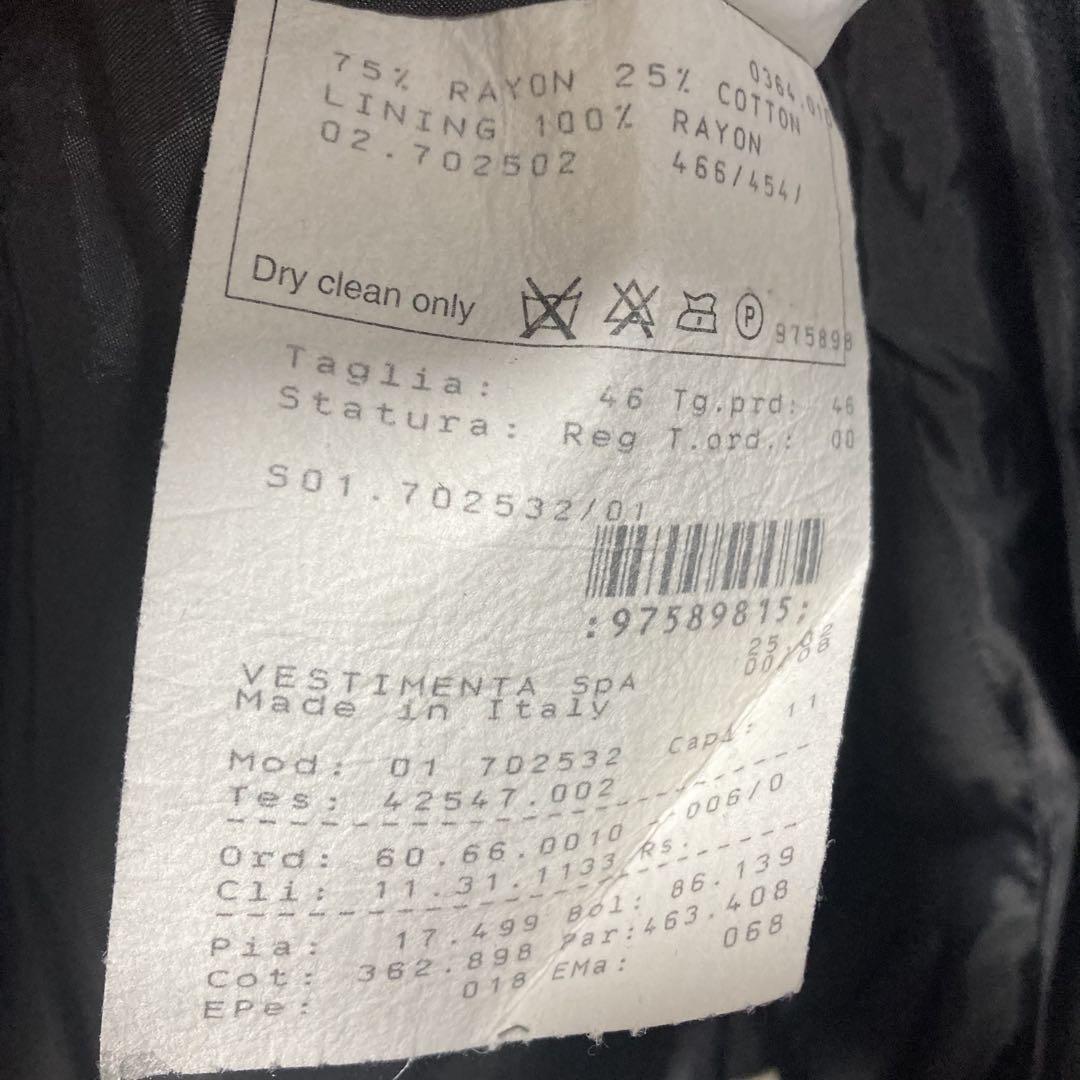 0364.01
75% RAYON 25% COTTON
LINING 100% RAYON
02.702502 466/454/
Dry clean only P 975898
Taglia: 46 Tg.prd: 46
Statura: Reg T.ord.: 00
S01.702532/01
:97589815;
25.02
00/08
VESTIMENTA SpA
Made in Italy
Mod: 01 702532 Cap1: 11
Tes: 42547.002
Ord: 60.66.0010 - 006/0
Cli: 11.31.1133 Rs.
Pia: 17.499 Bol: 86.139
Cot: 362.898 Par:463.408
EPe: 018 EMa: 068